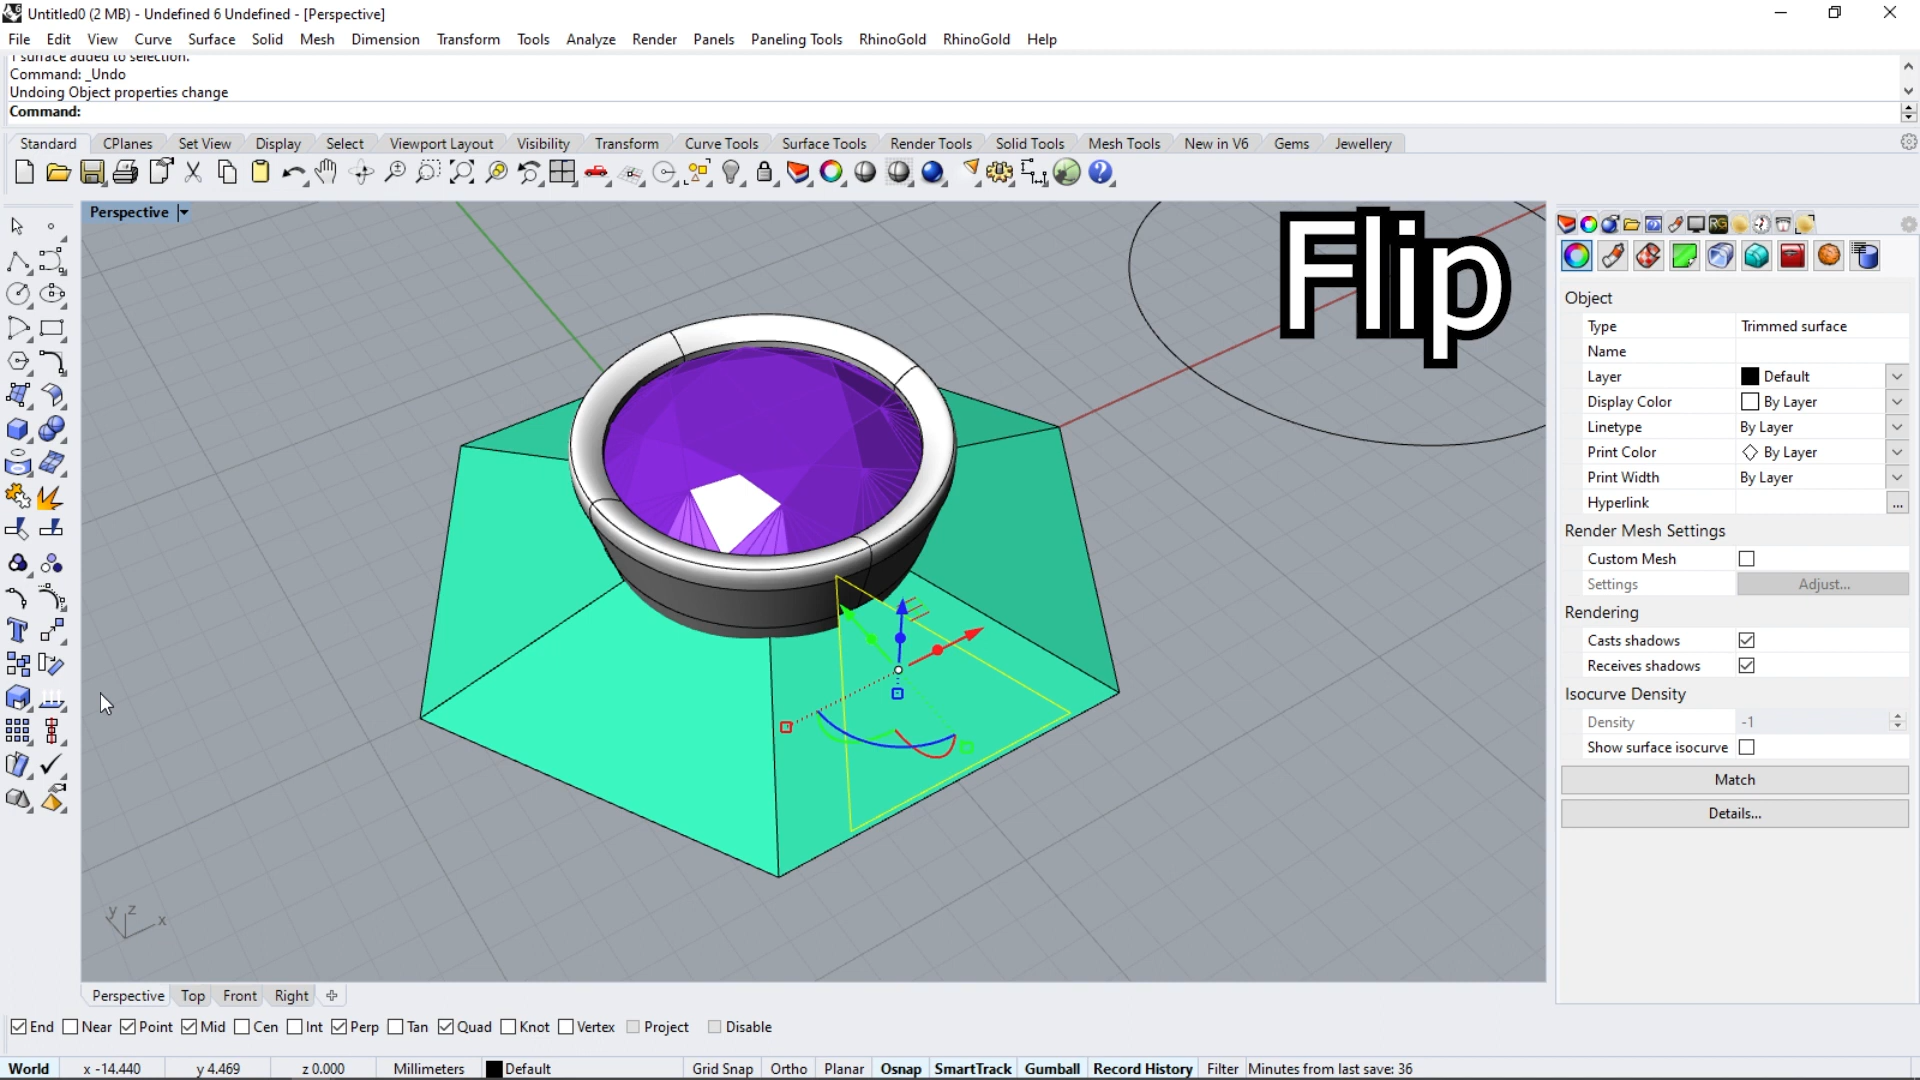 Untitled0 (2 MB) - Undefined 6 Undefined - [Perspective]
File Edit View Curve Surface Solid Mesh Dimension Transform Tools Analyze Render Panels Paneling Tools RhinoGold RhinoGold Help
1 surface added to selection.
Command: _Undo
Undoing Object properties change
Command:
Standard CPlanes Set View Display Select Viewport Layout Visibility Transform Curve Tools Surface Tools Render Tools Solid Tools Mesh Tools New in V6 Gems Jewellery
Perspective
Flip
Object
Type Trimmed surface
Name
Layer Default
Display Color By Layer
Linetype By Layer
Print Color By Layer
Print Width By Layer
Hyperlink ...
Render Mesh Settings
Custom Mesh
Settings Adjust...
Rendering
Casts shadows
Receives shadows
Isocurve Density
Density -1
Show surface isocurve
Match
Details...
y z x
Perspective Top Front Right
End Near Point Mid Cen Int Perp Tan Quad Knot Vertex Project Disable
World x -14.440 y 4.469 z 0.000 Millimeters Default Grid Snap Ortho Planar Osnap SmartTrack Gumball Record History Filter Minutes from last save: 36